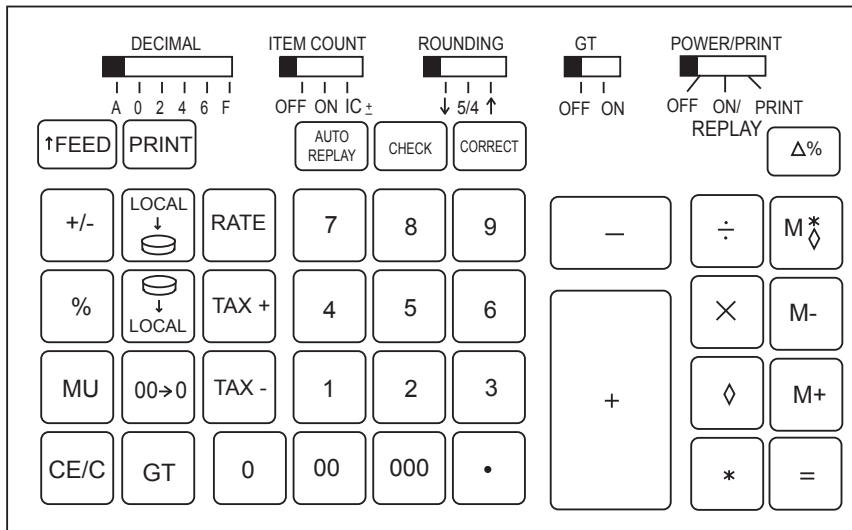 DECIMAL ITEM COUNT ROUNDING GT POWER/PRINT
A 0 2 4 6 F OFF ON IC ± ↓ 5/4 ↑ OFF ON OFF ON/ PRINT
REPLAY
↑FEED PRINT AUTO REPLAY CHECK CORRECT Δ%
+/- LOCAL ↓ RATE 7 8 9 — ÷ M*◊
% ↓ LOCAL TAX + 4 5 6 × M-
MU 00→0 TAX - 1 2 3 + ◊ M+
CE/C GT 0 00 000 • * =